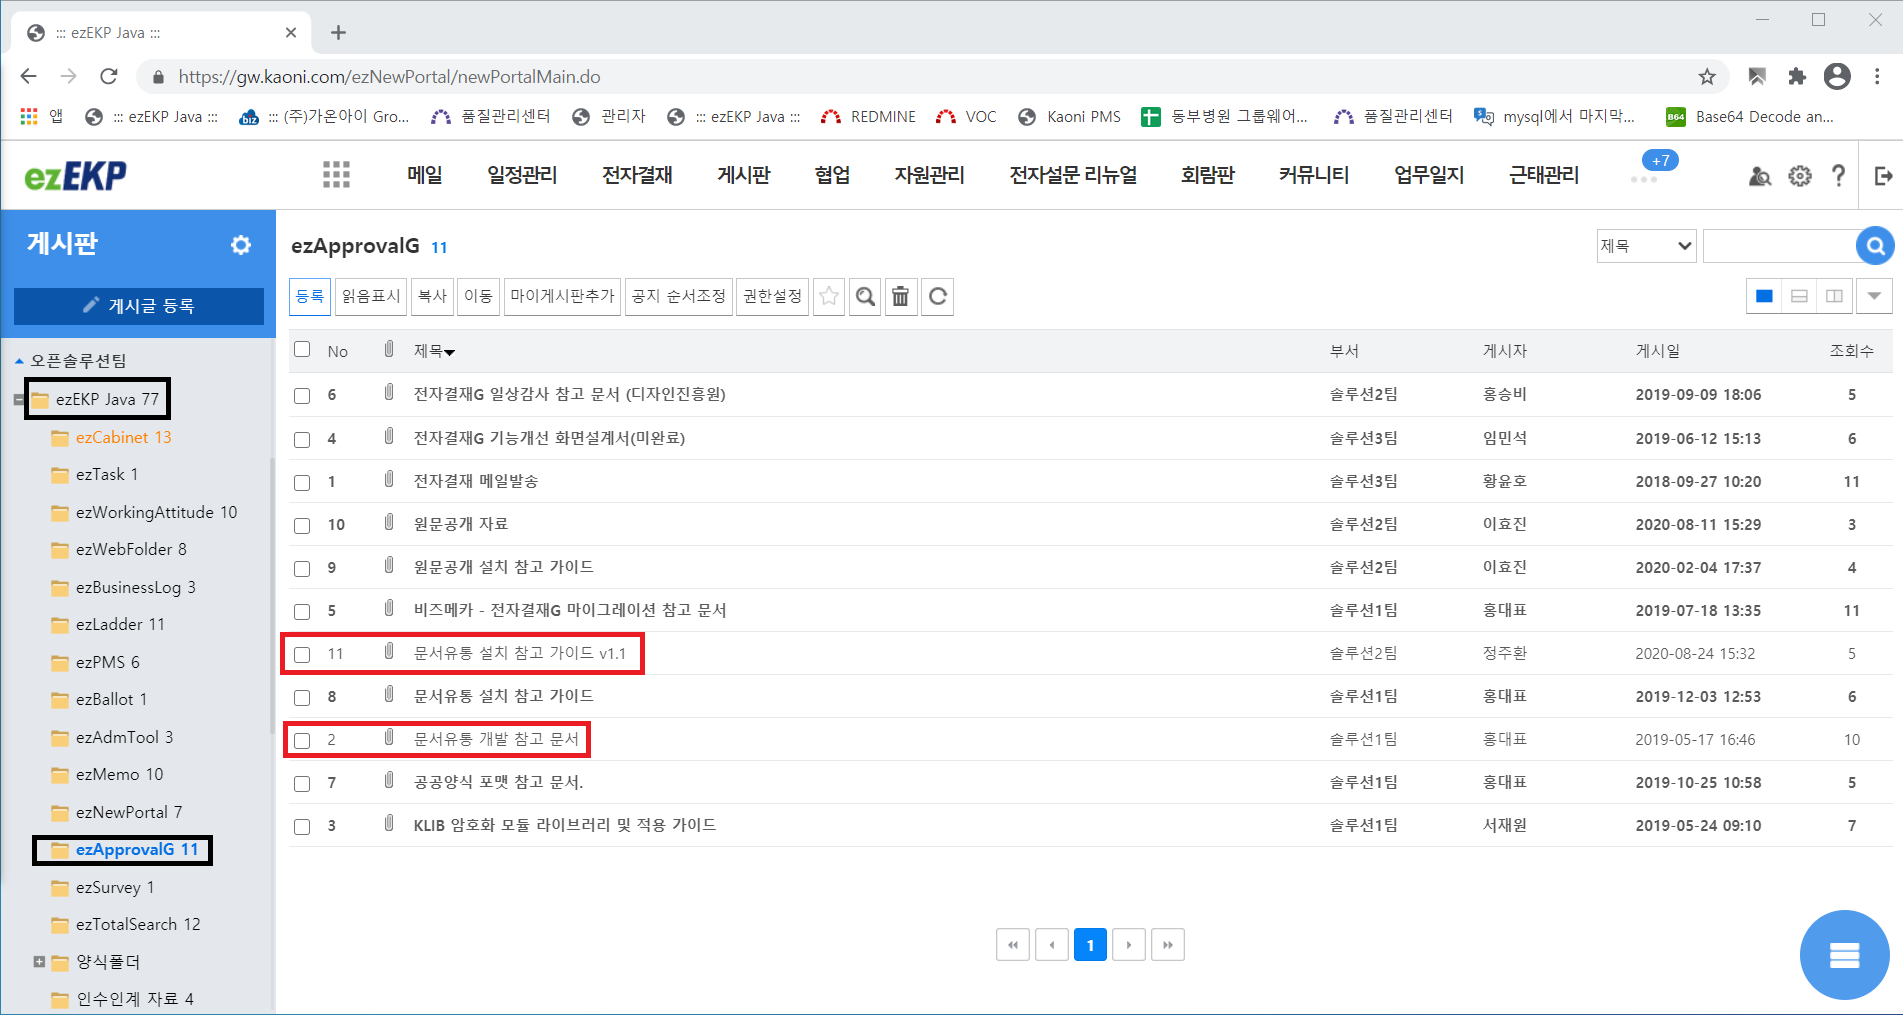 ::: ezEKP Java :::
https://gw.kaoni.com/ezNewPortal/newPortalMain.do
앱 ::: ezEKP Java ::: biz ::: (주)가온아이 Gro... 품질관리센터 관리자 ::: ezEKP Java ::: REDMINE VOC Kaoni PMS 동부병원 그룹웨어... 품질관리센터 mysql에서 마지막... B64 Base64 Decode an...
ezEKP 메일 일정관리 전자결재 게시판 협업 자원관리 전자설문 리뉴얼 회람판 커뮤니티 업무일지 근태관리 +7 ?
게시판
게시글 등록
오픈솔루션팀
ezEKP Java 77
ezCabinet 13
ezTask 1
ezWorkingAttitude 10
ezWebFolder 8
ezBusinessLog 3
ezLadder 11
ezPMS 6
ezBallot 1
ezAdmTool 3
ezMemo 10
ezNewPortal 7
ezApprovalG 11
ezSurvey 1
ezTotalSearch 12
양식폴더
인수인계 자료 4
ezApprovalG 11
제목
등록 읽음표시 복사 이동 마이게시판추가 공지 순서조정 권한설정
No 제목 부서 게시자 게시일 조회수
6 전자결재G 일상감사 참고 문서 (디자인진흥원) 솔루션2팀 홍승비 2019-09-09 18:06 5
4 전자결재G 기능개선 화면설계서(미완료) 솔루션3팀 임민석 2019-06-12 15:13 6
1 전자결재 메일발송 솔루션3팀 황윤호 2018-09-27 10:20 11
10 원문공개 자료 솔루션2팀 이효진 2020-08-11 15:29 3
9 원문공개 설치 참고 가이드 솔루션2팀 이효진 2020-02-04 17:37 4
5 비즈메카 - 전자결재G 마이그레이션 참고 문서 솔루션1팀 홍대표 2019-07-18 13:35 11
11 문서유통 설치 참고 가이드 v1.1 솔루션2팀 정주환 2020-08-24 15:32 5
8 문서유통 설치 참고 가이드 솔루션1팀 홍대표 2019-12-03 12:53 6
2 문서유통 개발 참고 문서 솔루션1팀 홍대표 2019-05-17 16:46 10
7 공공양식 포맷 참고 문서. 솔루션1팀 홍대표 2019-10-25 10:58 5
3 KLIB 암호화 모듈 라이브러리 및 적용 가이드 솔루션1팀 서재원 2019-05-24 09:10 7
1